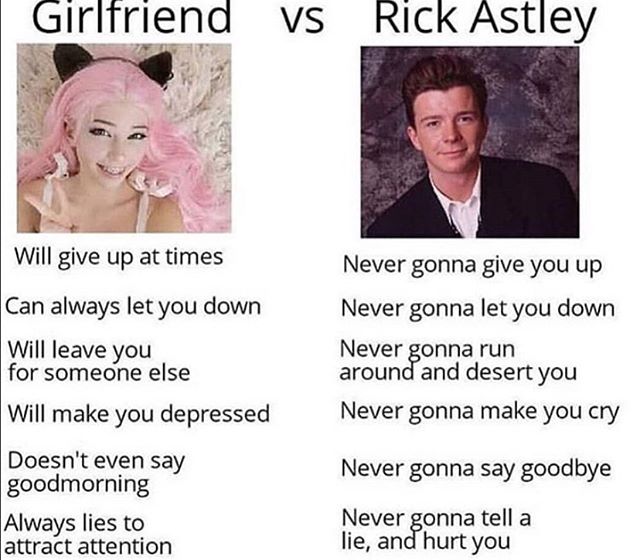 Girlfriend vs Rick Astley
Will give up at times
Never gonna give you up
Can always let you down
Never gonna let you down
Will leave you
for someone else
Never gonna run
around and desert you
Will make you depressed
Never gonna make you cry
Doesn't even say
goodmorning
Never gonna say goodbye
Always lies to
attract attention
Never gonna tell a
lie, and hurt you